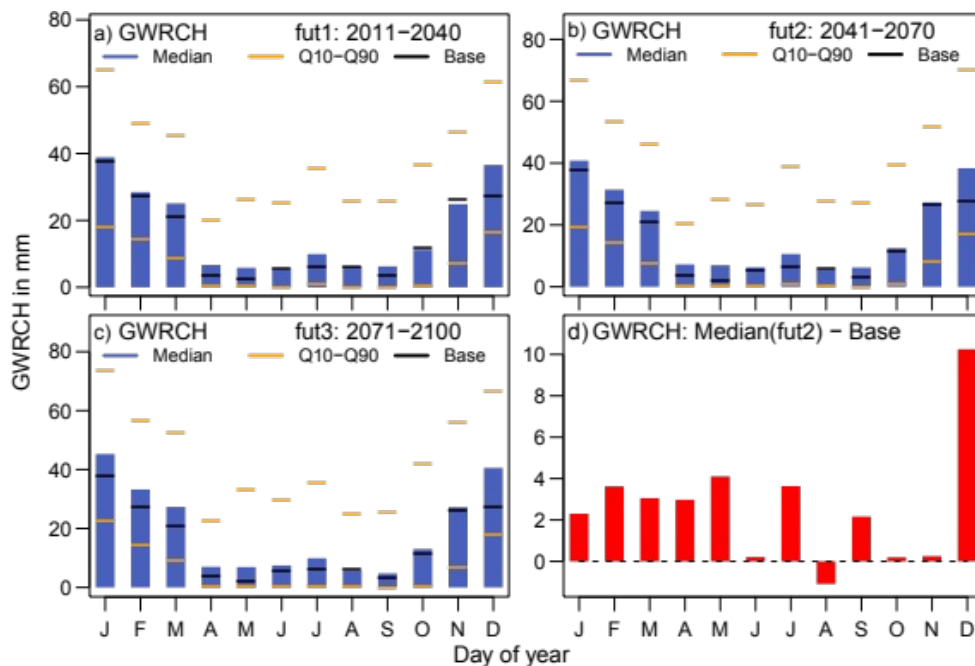 GWRCH in mm
80
60
40
20
0
a) GWRCH fut1: 2011−2040
Median Q10−Q90 Base
80
60
40
20
0
b) GWRCH fut2: 2041−2070
Median Q10−Q90 Base
80
60
40
20
0
c) GWRCH fut3: 2071−2100
Median Q10−Q90 Base
J F M A M J J A S O N D
10
8
6
4
2
0
d) GWRCH: Median(fut2) − Base
J F M A M J J A S O N D
Day of year